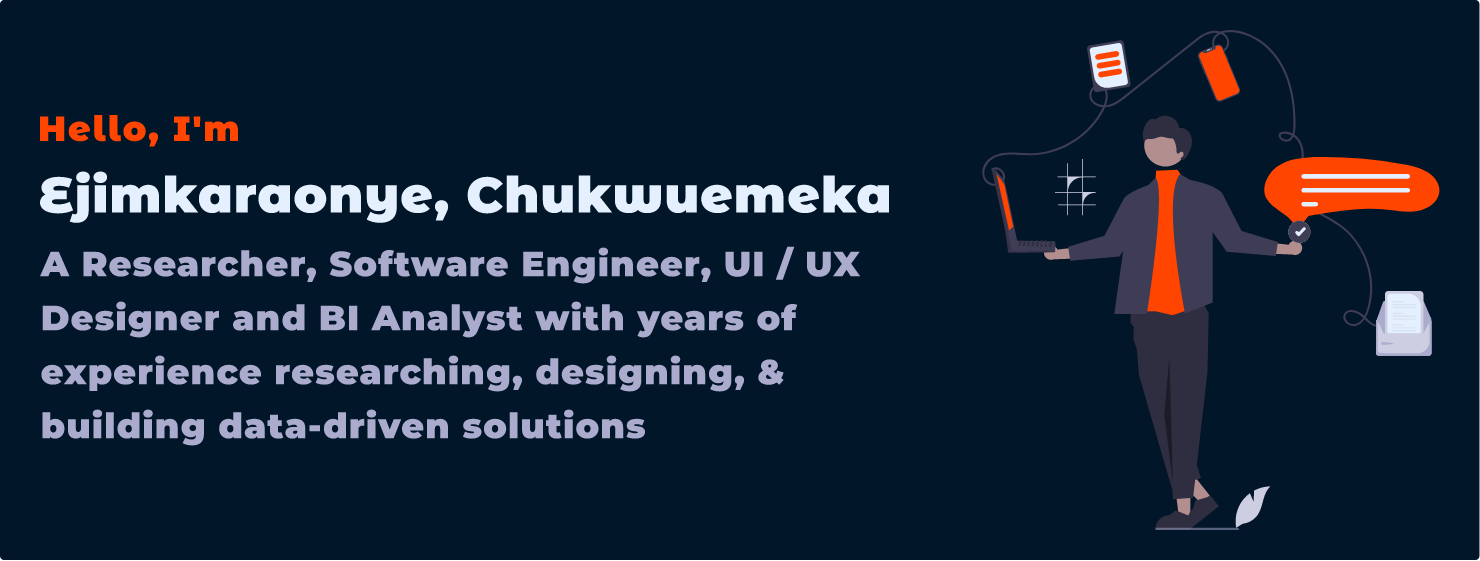 Hello, I'm
Ejimkaraonye, Chukwuemeka
A Researcher, Software Engineer, UI / UX
Designer and BI Analyst with years of
experience researching, designing, &
building data-driven solutions